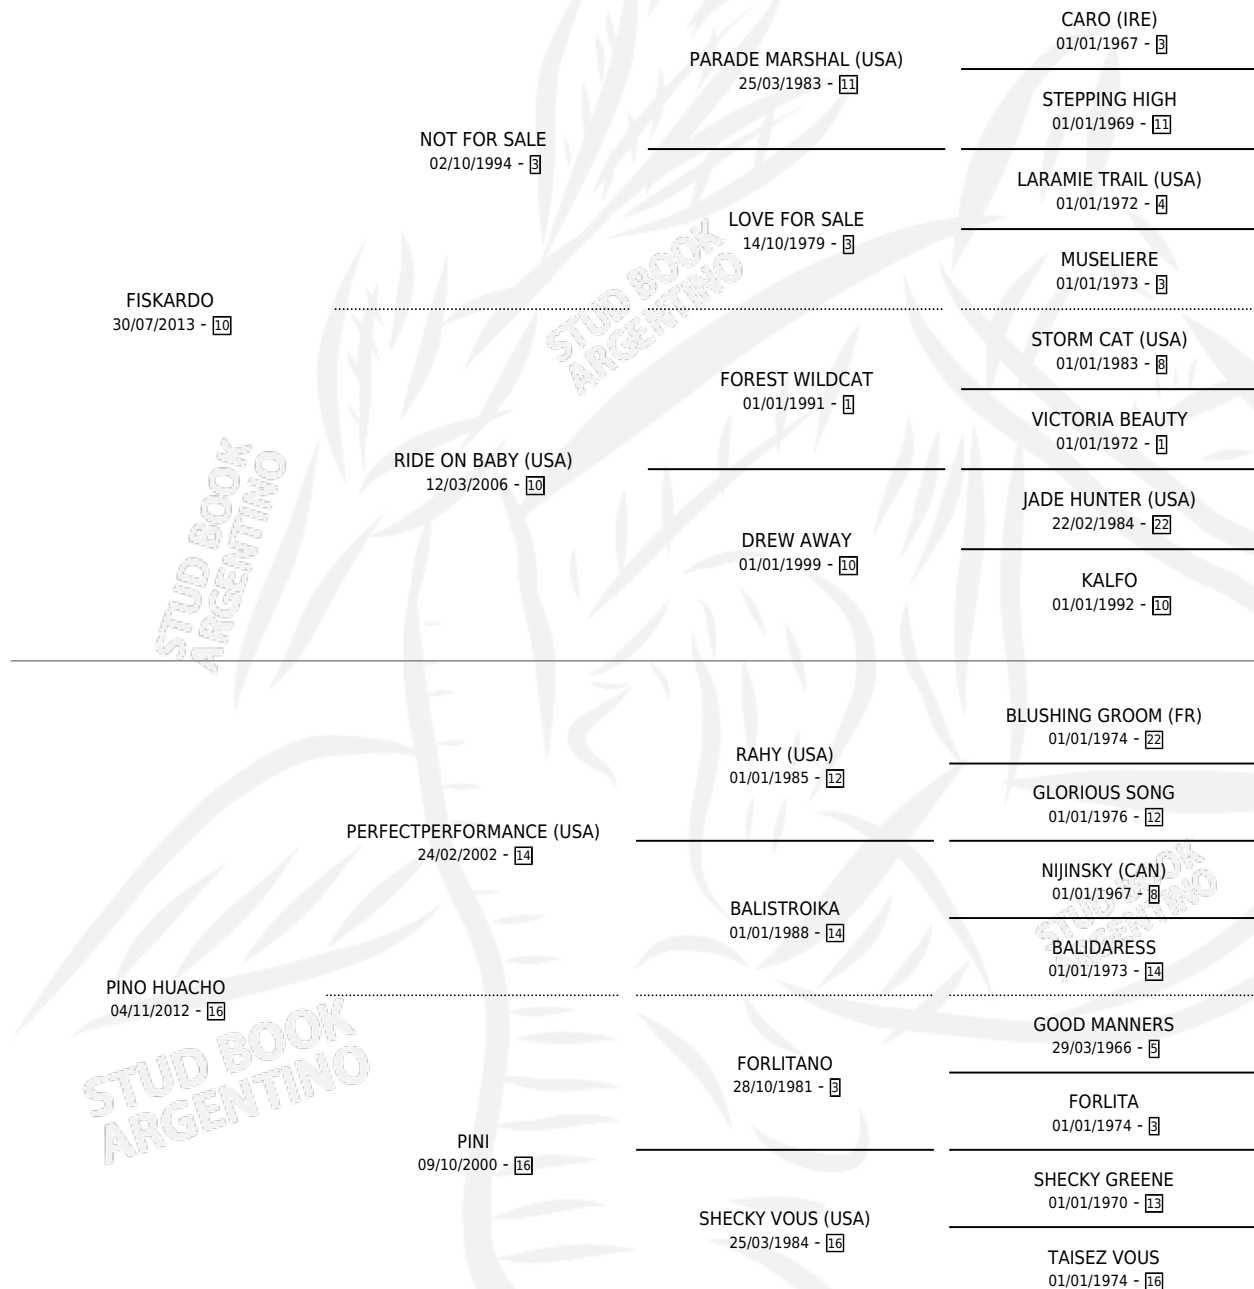 CARO (IRE)
01/01/1967 - 3
PARADE MARSHAL (USA)
25/03/1983 - 11
STEPPING HIGH
01/01/1969 - 11
NOT FOR SALE
02/10/1994 - 3
LARAMIE TRAIL (USA)
01/01/1972 - 4
LOVE FOR SALE
14/10/1979 - 3
MUSELIERE
01/01/1973 - 3
FISKARDO
30/07/2013 - 10
STUD BOOK
ARGENTINO
STORM CAT (USA)
01/01/1983 - 8
FOREST WILDCAT
01/01/1991 - 1
VICTORIA BEAUTY
01/01/1972 - 1
RIDE ON BABY (USA)
12/03/2006 - 10
JADE HUNTER (USA)
22/02/1984 - 22
DREW AWAY
01/01/1999 - 10
KALFO
01/01/1992 - 10
STUD BOOK
ARGENTINO
BLUSHING GROOM (FR)
01/01/1974 - 22
RAHY (USA)
01/01/1985 - 12
GLORIOUS SONG
01/01/1976 - 12
PERFECTPERFORMANCE (USA)
24/02/2002 - 14
NIJINSKY (CAN)
01/01/1967 - 8
STUD BOOK
ARGENTINO
BALISTROIKA
01/01/1988 - 14
BALIDARESS
01/01/1973 - 14
PINO HUACHO
04/11/2012 - 16
STUD BOOK
ARGENTINO
GOOD MANNERS
29/03/1966 - 5
FORLITANO
28/10/1981 - 3
FORLITA
01/01/1974 - 3
PINI
09/10/2000 - 16
SHECKY GREENE
01/01/1970 - 13
SHECKY VOUS (USA)
25/03/1984 - 16
TAISEZ VOUS
01/01/1974 - 16